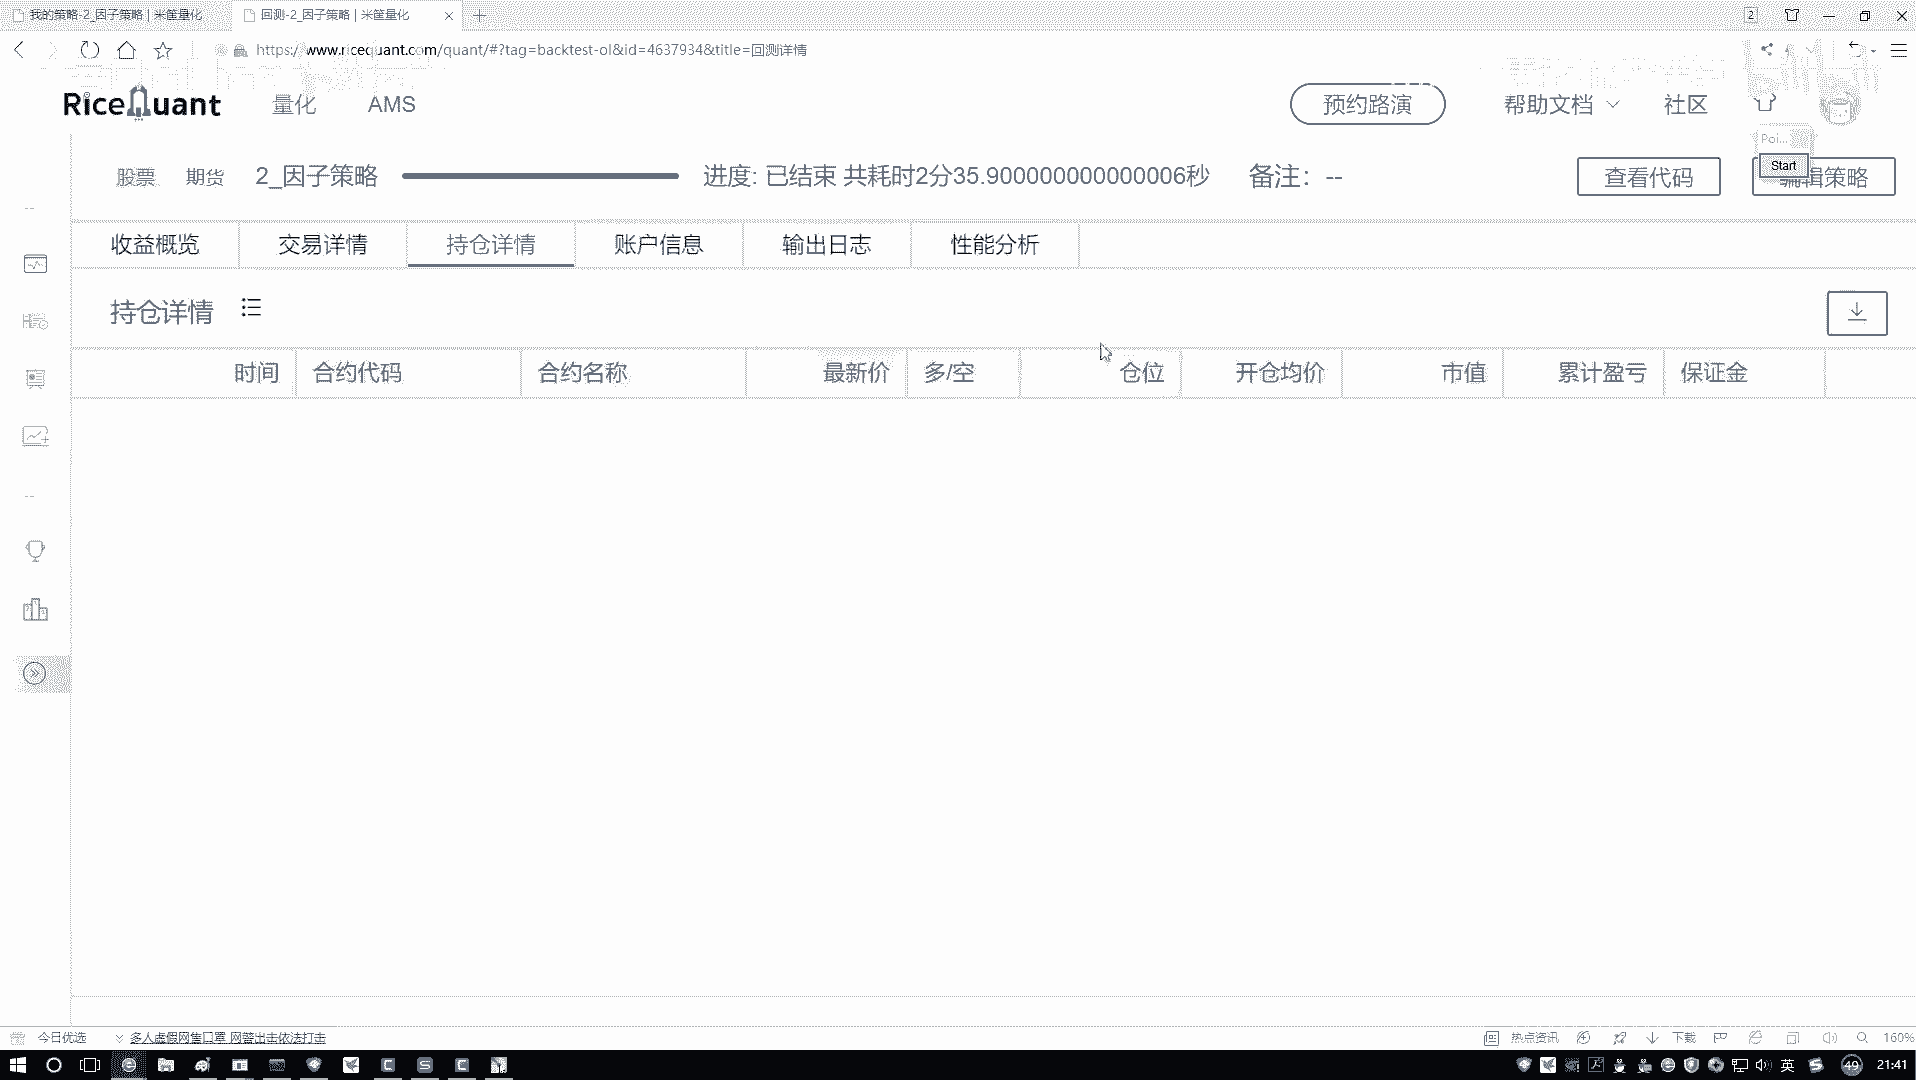 我的策略-2_因子策略 | 米筐量化
回测-2_因子策略 | 米筐量化
2
https://www.ricequant.com/quant/#?tag=backtest-ol&id=4637934&title=回测详情
RiceQuant 量化 AMS 预约路演 帮助文档 社区
Poi...
Start
股票 期货 2_因子策略 进度: 已结束 共耗时2分35.900000000000006秒 备注: -- 查看代码 编辑策略
--
收益概览 交易详情 持仓详情 账户信息 输出日志 性能分析
持仓详情
时间 合约代码 合约名称 最新价 多/空 仓位 开仓均价 市值 累计盈亏 保证金
--
今日优选 多人虚假网售口罩 网警出击依法打击 热点资讯 下载 160%
英 49 21:41